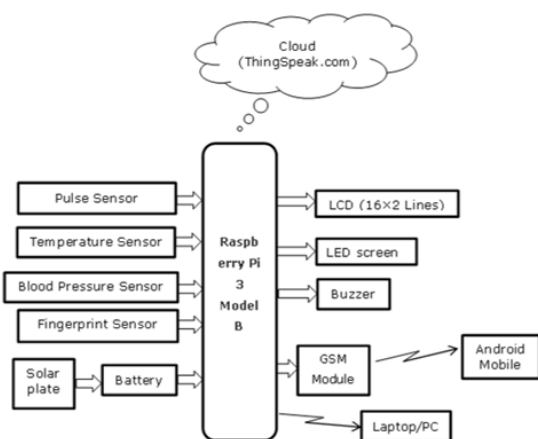 Cloud
(ThingSpeak.com)
Pulse Sensor
Temperature Sensor
Blood Pressure Sensor
Fingerprint Sensor
Solar
plate
Battery
Raspb
erry Pi
3
Model
B
LCD (16×2 Lines)
LED screen
Buzzer
GSM
Module
Android
Mobile
Laptop/PC